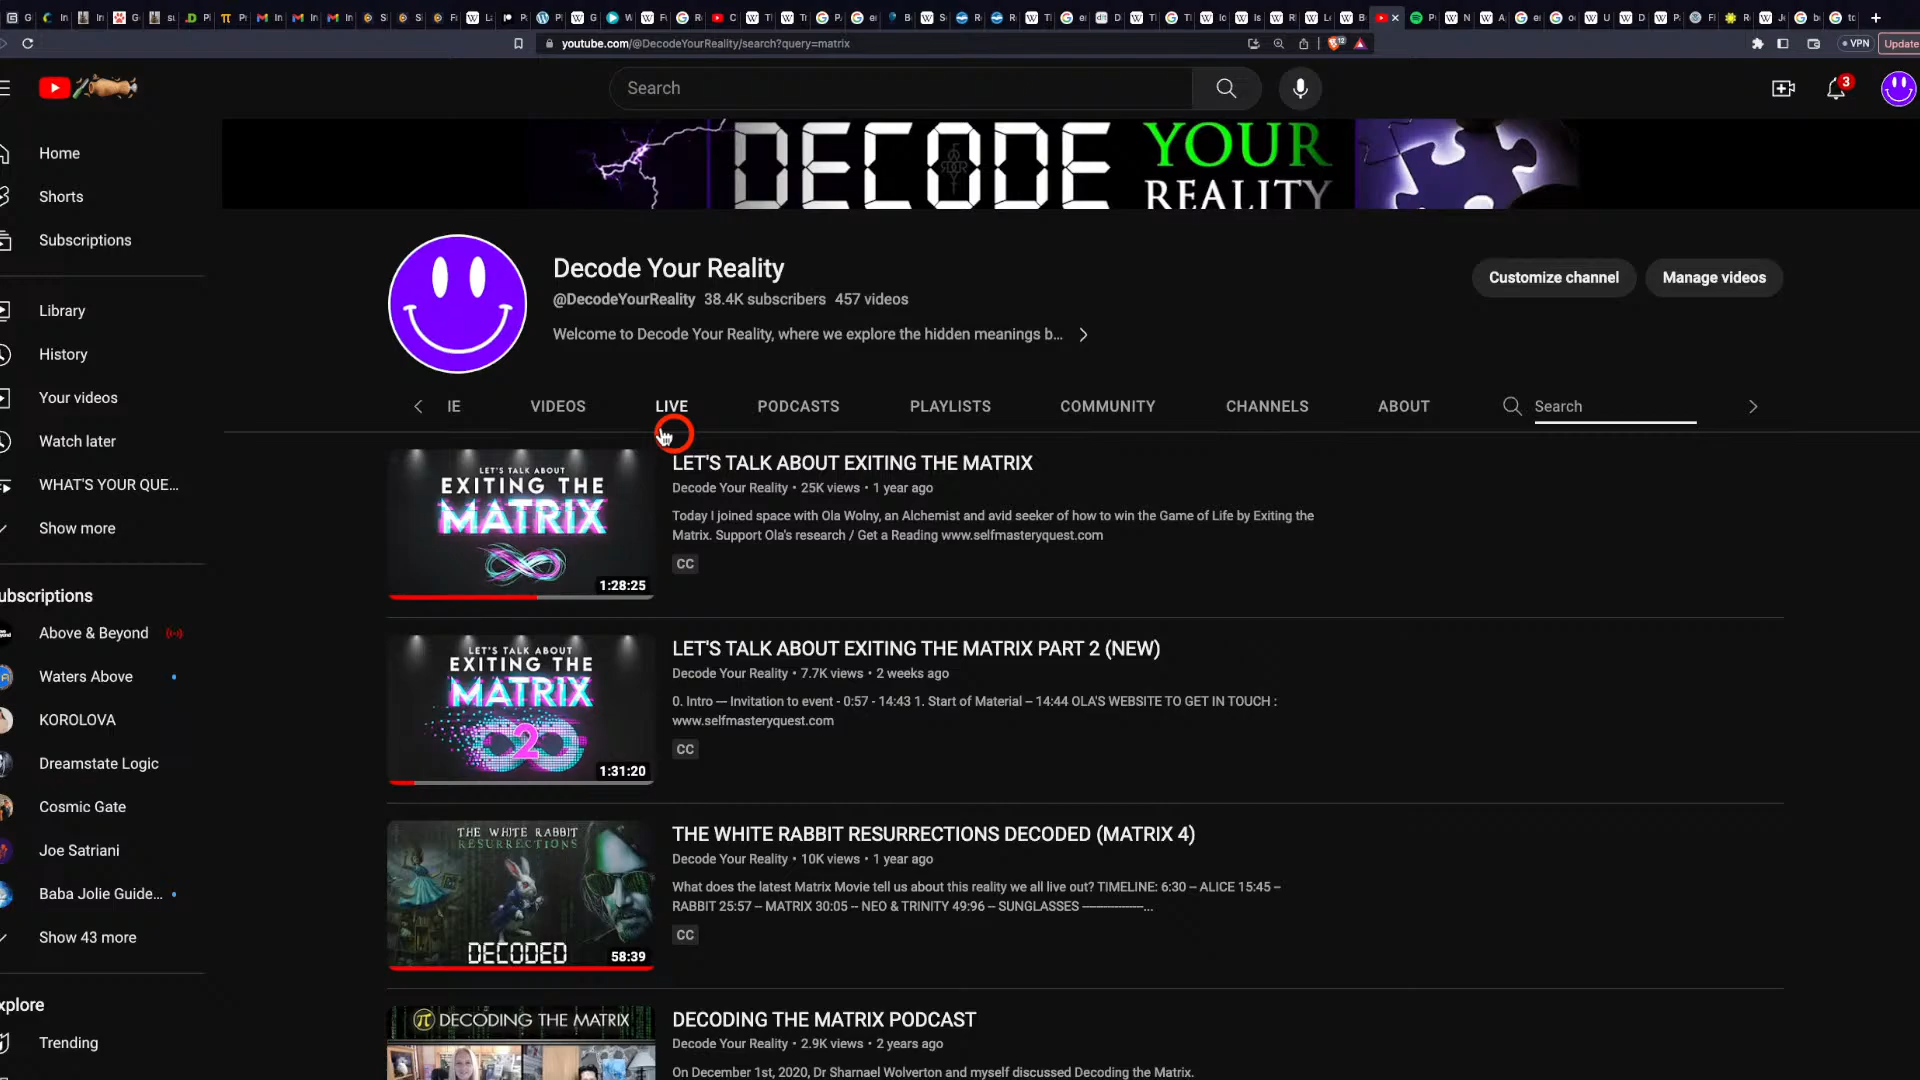 youtube.com/@DecodeYourReality/search?query=matrix
VPN
Update
Search
3
DECODE YOUR REALITY
Home
Shorts
Subscriptions
Library
History
Your videos
Watch later
WHAT'S YOUR QUE...
Show more
ubscriptions
Above & Beyond
Waters Above
KOROLOVA
Dreamstate Logic
Cosmic Gate
Joe Satriani
Baba Jolie Guide...
Show 43 more
xplore
Trending
Decode Your Reality
@DecodeYourReality 38.4K subscribers 457 videos
Welcome to Decode Your Reality, where we explore the hidden meanings b...
Customize channel
Manage videos
IE VIDEOS LIVE PODCASTS PLAYLISTS COMMUNITY CHANNELS ABOUT Search
LET'S TALK ABOUT
EXITING THE
MATRIX
1:28:25
LET'S TALK ABOUT EXITING THE MATRIX
Decode Your Reality • 25K views • 1 year ago
Today I joined space with Ola Wolny, an Alchemist and avid seeker of how to win the Game of Life by Exiting the
Matrix. Support Ola's research / Get a Reading www.selfmasteryquest.com
CC
LET'S TALK ABOUT
EXITING THE
MATRIX
2
1:31:20
LET'S TALK ABOUT EXITING THE MATRIX PART 2 (NEW)
Decode Your Reality • 7.7K views • 2 weeks ago
0. Intro --- Invitation to event - 0:57 - 14:43 1. Start of Material -- 14:44 OLA'S WEBSITE TO GET IN TOUCH :
www.selfmasteryquest.com
CC
THE WHITE RABBIT
RESURRECTIONS
DECODED
58:39
THE WHITE RABBIT RESURRECTIONS DECODED (MATRIX 4)
Decode Your Reality • 10K views • 1 year ago
What does the latest Matrix Movie tell us about this reality we all live out? TIMELINE: 6:30 -- ALICE 15:45 --
RABBIT 25:57 -- MATRIX 30:05 -- NEO & TRINITY 49:96 -- SUNGLASSES ---------------------...
CC
π DECODING THE MATRIX
DECODING THE MATRIX PODCAST
Decode Your Reality • 2.9K views • 2 years ago
On December 1st, 2020, Dr Sharnael Wolverton and myself discussed Decoding the Matrix.